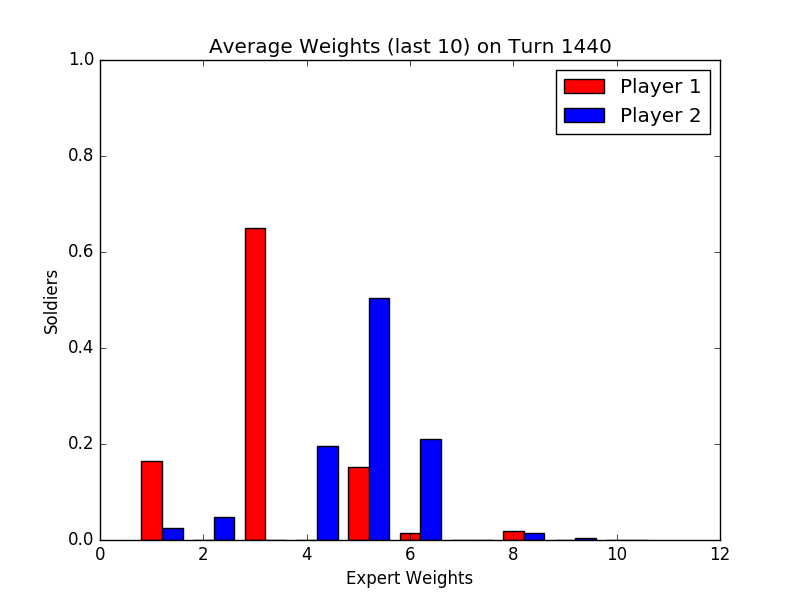 Average Weights (last 10) on Turn 1440
1.0
Player 1
Player 2
0.8
0.6
Soldiers
0.4
0.2
0.0
0 2 4 6 8 10 12
Expert Weights